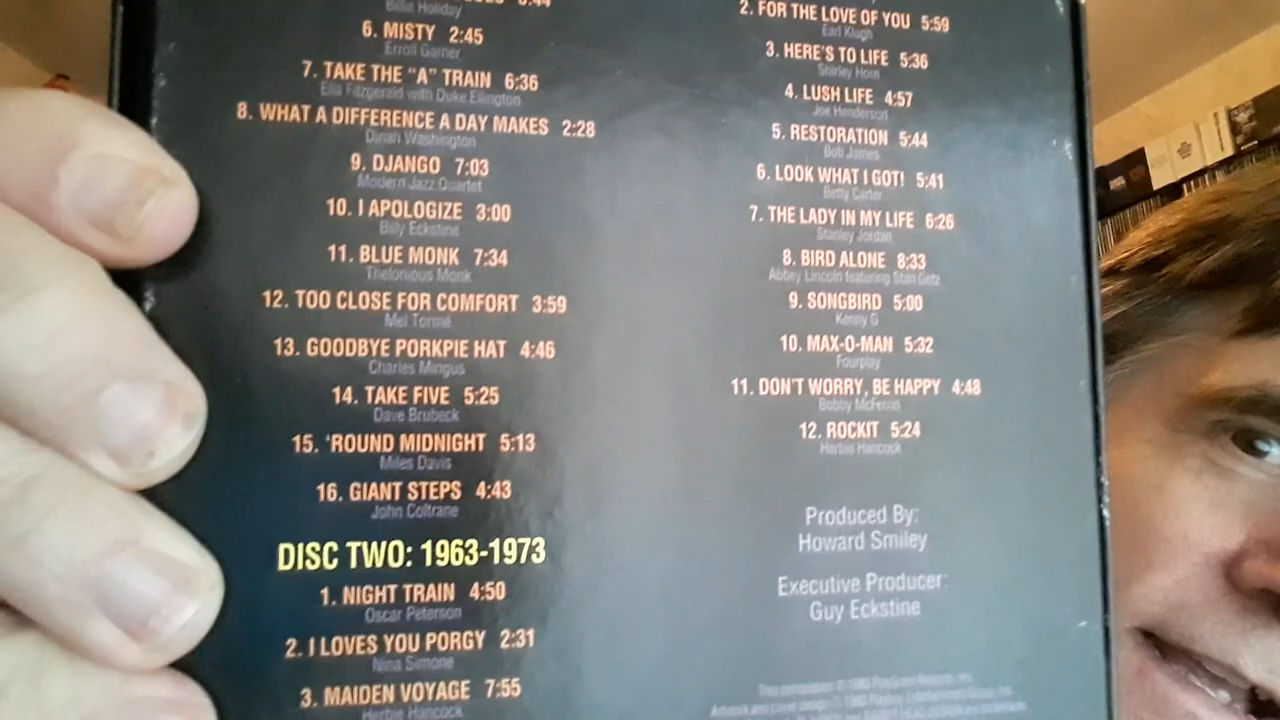 Billie Holiday
6. MISTY 2:45
Erroll Garner
7. TAKE THE "A" TRAIN 6:36
Ella Fitzgerald with Duke Ellington
8. WHAT A DIFFERENCE A DAY MAKES 2:28
Dinah Washington
9. DJANGO 7:03
Modern Jazz Quartet
10. I APOLOGIZE 3:00
Billy Eckstine
11. BLUE MONK 7:34
Thelonious Monk
12. TOO CLOSE FOR COMFORT 3:59
Mel Tormé
13. GOODBYE PORKPIE HAT 4:46
Charles Mingus
14. TAKE FIVE 5:25
Dave Brubeck
15. 'ROUND MIDNIGHT 5:13
Miles Davis
16. GIANT STEPS 4:43
John Coltrane
DISC TWO: 1963-1973
1. NIGHT TRAIN 4:50
Oscar Peterson
2. I LOVES YOU PORGY 2:31
Nina Simone
3. MAIDEN VOYAGE 7:55
Herbie Hancock
2. FOR THE LOVE OF YOU 5:59
Earl Klugh
3. HERE'S TO LIFE 5:36
Shirley Horn
4. LUSH LIFE 4:57
Joe Henderson
5. RESTORATION 5:44
Bob James
6. LOOK WHAT I GOT! 5:41
Betty Carter
7. THE LADY IN MY LIFE 6:26
Stanley Jordan
8. BIRD ALONE 8:33
Abbey Lincoln featuring Stan Getz
9. SONGBIRD 5:00
Kenny G
10. MAX-O-MAN 5:32
Fourplay
11. DON'T WORRY, BE HAPPY 4:48
Bobby McFerrin
12. ROCKIT 5:24
Herbie Hancock
Produced By:
Howard Smiley
Executive Producer:
Guy Eckstine